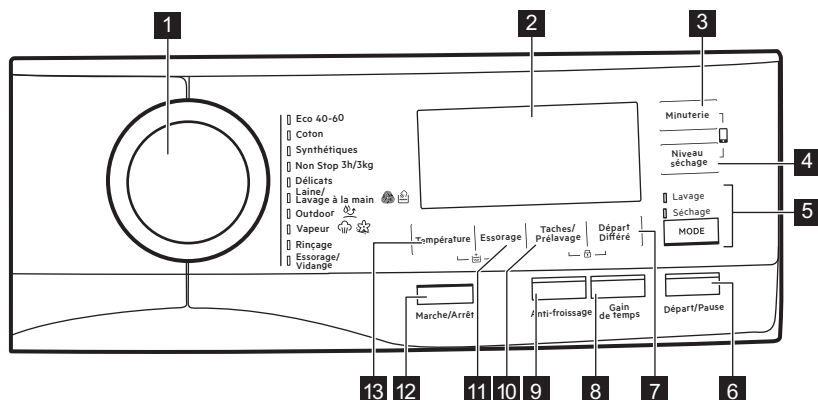 1
2
3
Eco 40-60
Coton
Synthétiques
Non Stop 3h/3kg
Délicats
Laine/
Lavage à la main
Outdoor
Vapeur
Rinçage
Essorage/
Vidange
Minuterie
Niveau
séchage
4
Lavage
Séchage
MODE
5
13
Température
Essorage
Taches/
Prélavage
Départ
Différé
Marche/Arrêt
Anti-froissage
Gain
de temps
Départ/Pause
13
12
11
10
9
8
7
6